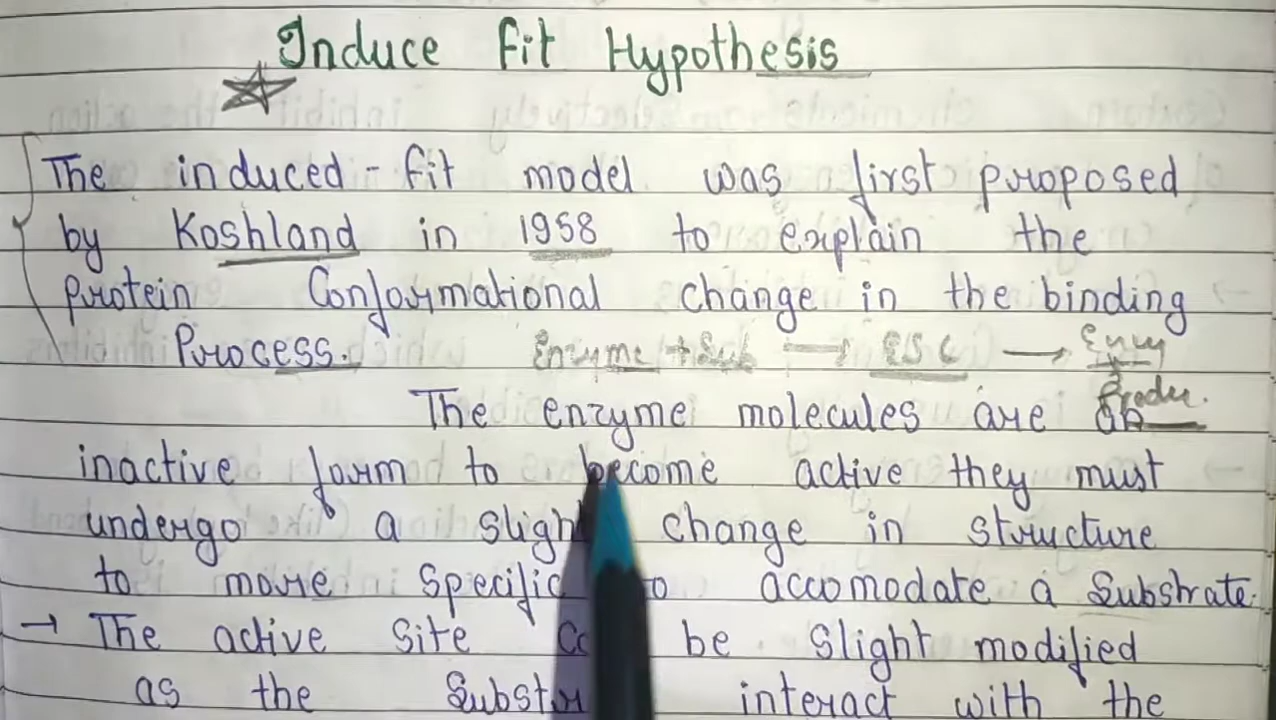 Induce Fit Hypothesis
The induced-fit model was first proposed
by Koshland in 1958 to explain the
protein Conformational change in the binding
Process. Enzyme + Sub → ESC → Enzy
Produ.
The enzyme molecules are an
inactive form to become active they must
undergo a slight change in structure
to more specific to accomodate a Substrate.
→ The active site be slight modified
as the interact with the